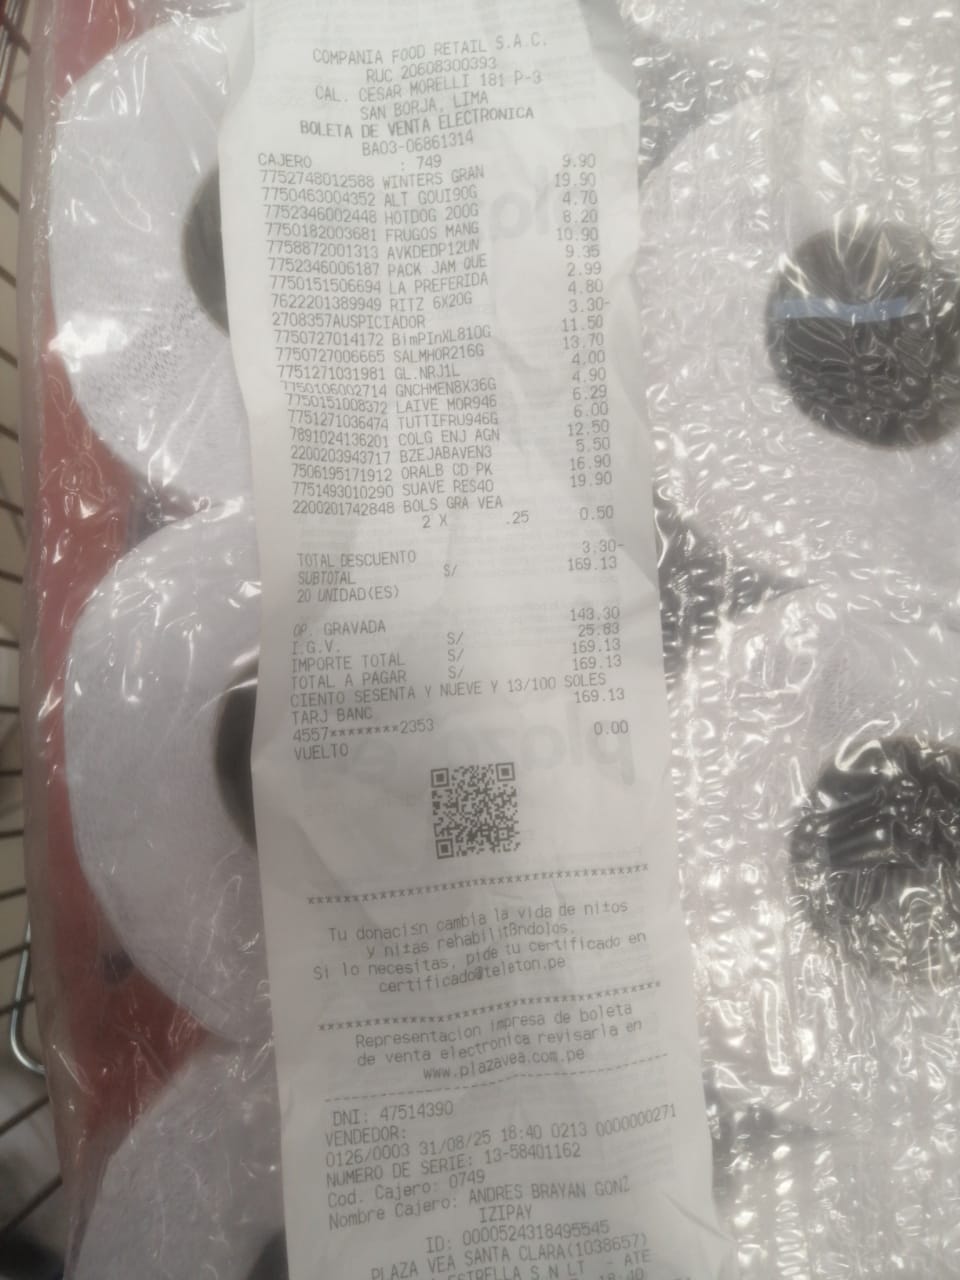 COMPANIA FOOD RETAIL S.A.C.
RUC 20608300393
CAL. CESAR MORELLI 181 P-3
SAN BORJA, LIMA
BOLETA DE VENTA ELECTRONICA
BA03-06861314
CAJERO : 749
7752748012588 WINTERS GRAN 9.90
7750463004352 ALT GOUI90G 19.90
7752346002448 HOTDOG 200G 4.70
7750182003681 FRUGOS MANG 8.20
7758872001313 AVKDEDP12UN 10.90
7752346006187 PACK JAM QUE 9.35
7750151506694 LA PREFERIDA 2.99
7622201389949 RITZ 6X20G 4.80
2708357AUSPICIADOR 3.30-
7750727014172 BimPInXL810G 11.50
7750727006665 SALMHOR216G 13.70
7751271031981 GL.NRJ1L 4.00
7750106002714 GNCHMEN8X36G 4.90
7750151008372 LAIVE MOR946 6.29
7751271036474 TUTTIFRU946G 6.00
7891024136201 COLG ENJ AGN 12.50
2200203943717 BZEJABAVEN3 5.50
7506195171912 ORALB CD PK 16.90
7751493010290 SUAVE RES40 19.90
2200201742848 BOLS GRA VEA
2 X .25 0.50
TOTAL DESCUENTO 3.30-
SUBTOTAL S/ 169.13
20 UNIDAD(ES)
OP. GRAVADA 143.30
I.G.V. S/ 25.83
IMPORTE TOTAL S/ 169.13
TOTAL A PAGAR S/ 169.13
CIENTO SESENTA Y NUEVE Y 13/100 SOLES
TARJ BANC 169.13
4557********2353
VUELTO 0.00
************************************
Tu donacisn cambia la vida de nitos
y nitas rehabilitßndolos.
Si lo necesitas, pide tu certificado en
certificado@teleton.pe
************************************
Representacion impresa de boleta
de venta electronica revisarla en
www.plazavea.com.pe
------------------------------------
DNI: 47514390
VENDEDOR:
0126/0003 31/08/25 18:40 0213 0000000271
NUMERO DE SERIE: 13-58401162
Cod. Cajero: 0749
Nombre Cajero: ANDRES BRAYAN GONZ
IZIPAY
ID: 0000524318495545
PLAZA VEA SANTA CLARA(1038657)
ESTRELLA S N LT - ATE
18:40